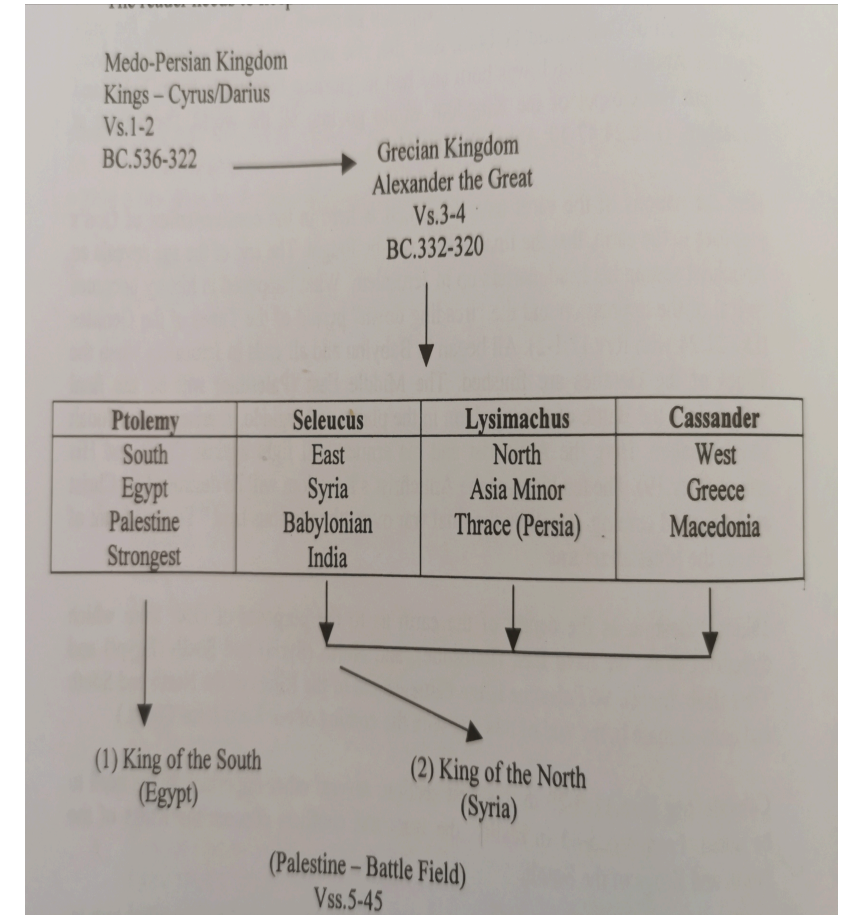 Medo-Persian Kingdom
Kings – Cyrus/Darius
Vs.1-2
BC.536-322
Grecian Kingdom
Alexander the Great
Vs.3-4
BC.332-320
Ptolemy Seleucus Lysimachus Cassander
South East North West
Egypt Syria Asia Minor Greece
Palestine Babylonian Thrace (Persia) Macedonia
Strongest India
(1) King of the South
(Egypt)
(2) King of the North
(Syria)
(Palestine – Battle Field)
Vss.5-45